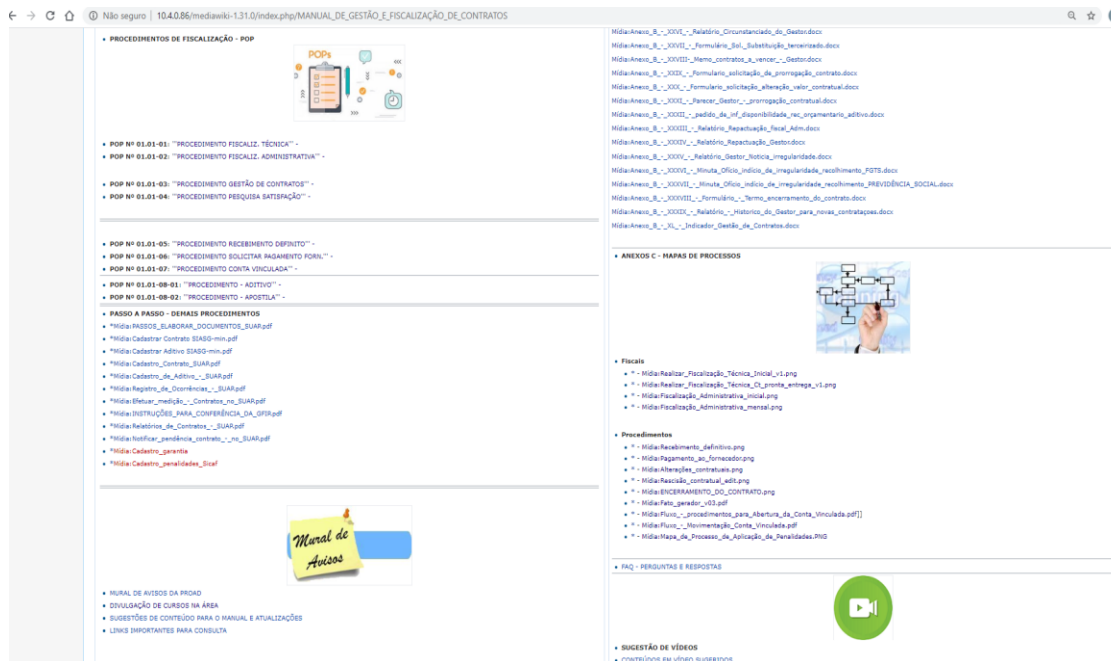 Não seguro | 10.4.0.86/mediawiki-1.31.0/index.php/MANUAL_DE_GESTÃO_E_FISCALIZAÇÃO_DE_CONTRATOS
• PROCEDIMENTOS DE FISCALIZAÇÃO - POP
POPs
• POP Nº 01.01-01: '"PROCEDIMENTO FISCALIZ. TÉCNICA"' -
• POP Nº 01.01-02: '"PROCEDIMENTO FISCALIZ. ADMINISTRATIVA"' -
• POP Nº 01.01-03: '"PROCEDIMENTO GESTÃO DE CONTRATOS"' -
• POP Nº 01.01-04: '"PROCEDIMENTO PESQUISA SATISFAÇÃO"' -
• POP Nº 01.01-05: '"PROCEDIMENTO RECEBIMENTO DEFINITO"' -
• POP Nº 01.01-06: '"PROCEDIMENTO SOLICITAR PAGAMENTO FORN."' -
• POP Nº 01.01-07: '"PROCEDIMENTO CONTA VINCULADA"' -
• POP Nº 01.01-08-01: '"PROCEDIMENTO - ADITIVO"' -
• POP Nº 01.01-08-02: '"PROCEDIMENTO - APOSTILA"' -
• PASSO A PASSO - DEMAIS PROCEDIMENTOS
• *Mídia:PASSOS_ELABORAR_DOCUMENTOS_SUAP.pdf
• *Mídia:Cadastrar Contrato SIASG-min.pdf
• *Mídia:Cadastrar Aditivo SIASG-min.pdf
• *Mídia:Cadastro_Contrato_SUAP.pdf
• *Mídia:Cadastro_de_Aditivo_-_SUAP.pdf
• *Mídia:Registro_de_Ocorrências_-_SUAP.pdf
• *Mídia:Efetuar_medição_-_Contratos_no_SUAP.pdf
• *Mídia:INSTRUÇÕES_PARA_CONFERÊNCIA_DA_GFIP.pdf
• *Mídia:Relatórios_de_Contratos_-_SUAP.pdf
• *Mídia:Notificar_pendência_contrato_-_no_SUAP.pdf
• *Mídia:Cadastro_garantia
• *Mídia:Cadastro_penalidades_Sicaf
Mural de
Avisos
• MURAL DE AVISOS DA PROAD
• DIVULGAÇÃO DE CURSOS NA ÁREA
• SUGESTÕES DE CONTEÚDO PARA O MANUAL E ATUALIZAÇÕES
• LINKS IMPORTANTES PARA CONSULTA
Mídia:Anexo_B_-_XXVI_-_Relatório_Circunstanciado_do_Gestor.docx
Mídia:Anexo_B_-_XXVII_-_Formulário_Sol._Substituição_terceirizado.docx
Mídia:Anexo_B_-_XXVIII-_Memo_contratos_a_vencer_-_Gestor.docx
Mídia:Anexo_B_-_XXIX_-_Formulario_solicitação_de_prorrogação_contrato.docx
Mídia:Anexo_B_-_XXX_-_Formulario_solicitação_alteração_valor_contratual.docx
Mídia:Anexo_B_-_XXXI_-_Parecer_Gestor_-_prorrogação_contratual.docx
Mídia:Anexo_B_-_XXXII_-_pedido_de_inf_disponibilidade_rec_orçamentario_aditivo.docx
Mídia:Anexo_B_-_XXXIII_-_Relatório_Repactuação_fiscal_Adm.docx
Mídia:Anexo_B_-_XXXIV_-_Relatório_Repactuação_Gestor.docx
Mídia:Anexo_B_-_XXXV_-_Relatório_Gestor_Noticia_irregularidade.docx
Mídia:Anexo_B_-_XXXVI_-_Minuta_Ofício_indício_de_irregularidade_recolhimento_FGTS.docx
Mídia:Anexo_B_-_XXXVII_-_Minuta_Ofício_indício_de_irregularidade_recolhimento_PREVIDÊNCIA_SOCIAL.docx
Mídia:Anexo_B_-_XXXVIII_-_Formulário_-_Termo_encerramento_do_contrato.docx
Mídia:Anexo_B_-_XXXIX_-_Relatório_-_Historico_do_Gestor_para_novas_contrataçoes.docx
Mídia:Anexo_B_-_XL_-_Indicador_Gestão_de_Contratos.docx
• ANEXOS C - MAPAS DE PROCESSOS
• Fiscais
• * - Mídia:Realizar_Fiscalização_Técnica_Inicial_v1.png
• * - Mídia:Realizar_Fiscalização_Técnica_Ct_pronta_entrega_v1.png
• * - Mídia:Fiscalização_Administrativa_inicial.png
• * - Mídia:Fiscalização_Administrativa_mensal.png
• Procedimentos
• * - Mídia:Recebimento_definitivo.png
• * - Mídia:Pagamento_ao_fornecedor.png
• * - Mídia:Alterações_contratuais.png
• * - Mídia:Rescisão_contratual_edit.png
• * - Mídia:ENCERRAMENTO_DO_CONTRATO.png
• * - Mídia:Fato_gerador_v03.pdf
• * - Mídia:Fluxo_-_procedimentos_para_Abertura_da_Conta_Vinculada.pdf]]
• * - Mídia:Fluxo_-_Movimentação_Conta_Vinculada.pdf
• * - Mídia:Mapa_de_Processo_de_Aplicação_de_Penalidades.PNG
• FAQ - PERGUNTAS E RESPOSTAS
• SUGESTÃO DE VÍDEOS
• CONTEÚDOS EM VÍDEO SUGERIDOS